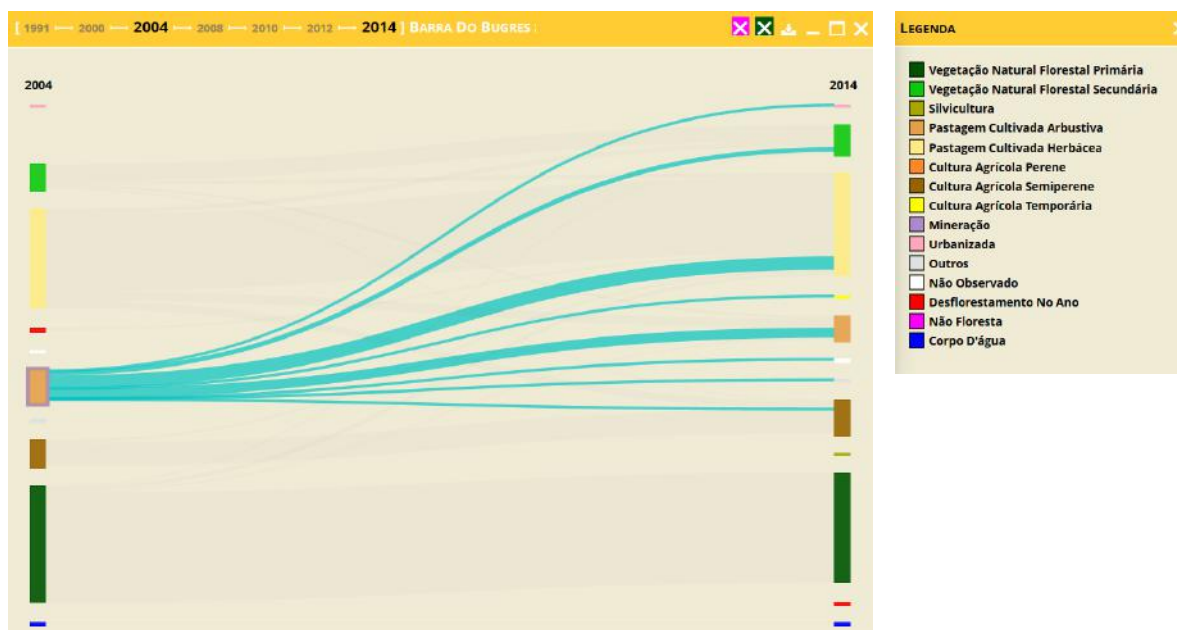 [ 1991 — 2000 — 2004 — 2008 — 2010 — 2012 — 2014 ] BARRA DO BUGRES :
2004
2014
LEGENDA
Vegetação Natural Florestal Primária
Vegetação Natural Florestal Secundária
Silvicultura
Pastagem Cultivada Arbustiva
Pastagem Cultivada Herbácea
Cultura Agrícola Perene
Cultura Agrícola Semiperene
Cultura Agrícola Temporária
Mineração
Urbanizada
Outros
Não Observado
Desflorestamento No Ano
Não Floresta
Corpo D'água